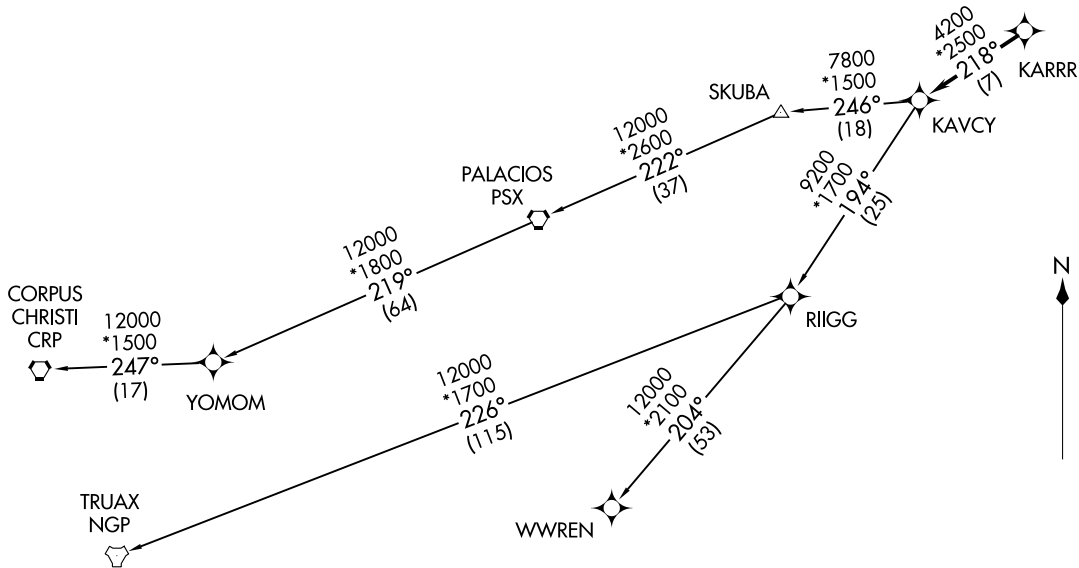 4200
*2500
218°
(7)
KARRR
7800
*1500
246°
(18)
SKUBA
KAVCY
12000
*2600
222°
(37)
PALACIOS
PSX
9200
*1700
194°
(25)
12000
*1800
219°
(64)
N
CORPUS
CHRISTI
CRP
12000
*1500
247°
(17)
YOMOM
RIIGG
12000
*1700
226°
(115)
12000
*2100
204°
(53)
TRUAX
NGP
WWREN